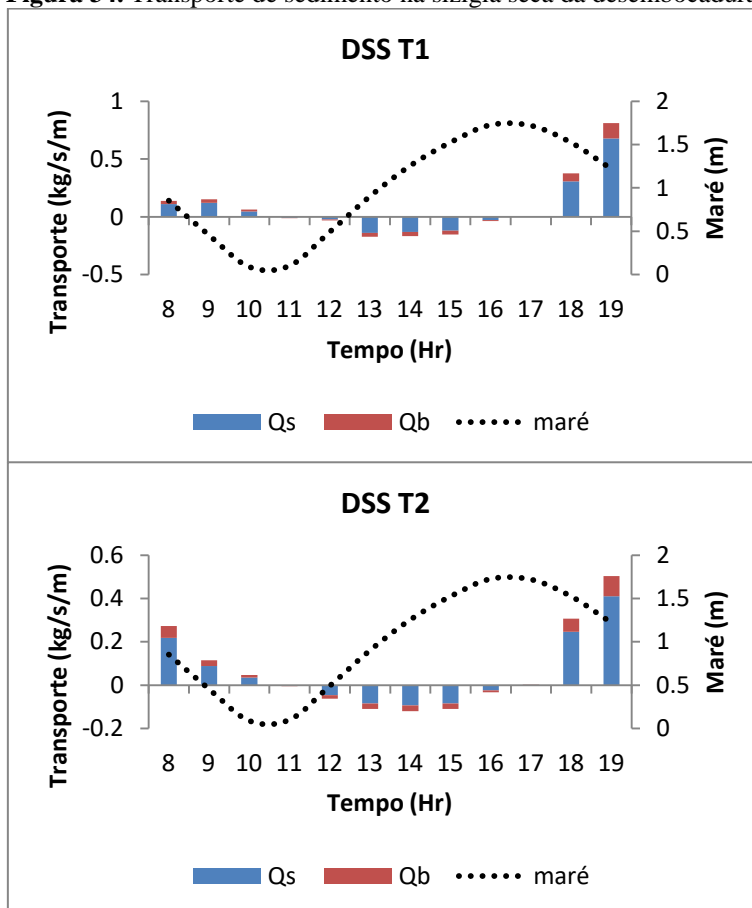 Figura 34. Transporte de sedimento na sizígia seca da desembocadura
DSS T1
1
0.5
0
-0.5
2
1.5
1
0.5
0
Transporte (kg/s/m)
Maré (m)
8 9 10 11 12 13 14 15 16 17 18 19
Tempo (Hr)
Qs Qb maré
DSS T2
0.6
0.4
0.2
0
-0.2
2
1.5
1
0.5
0
Transporte (kg/s/m)
Maré (m)
8 9 10 11 12 13 14 15 16 17 18 19
Tempo (Hr)
Qs Qb maré